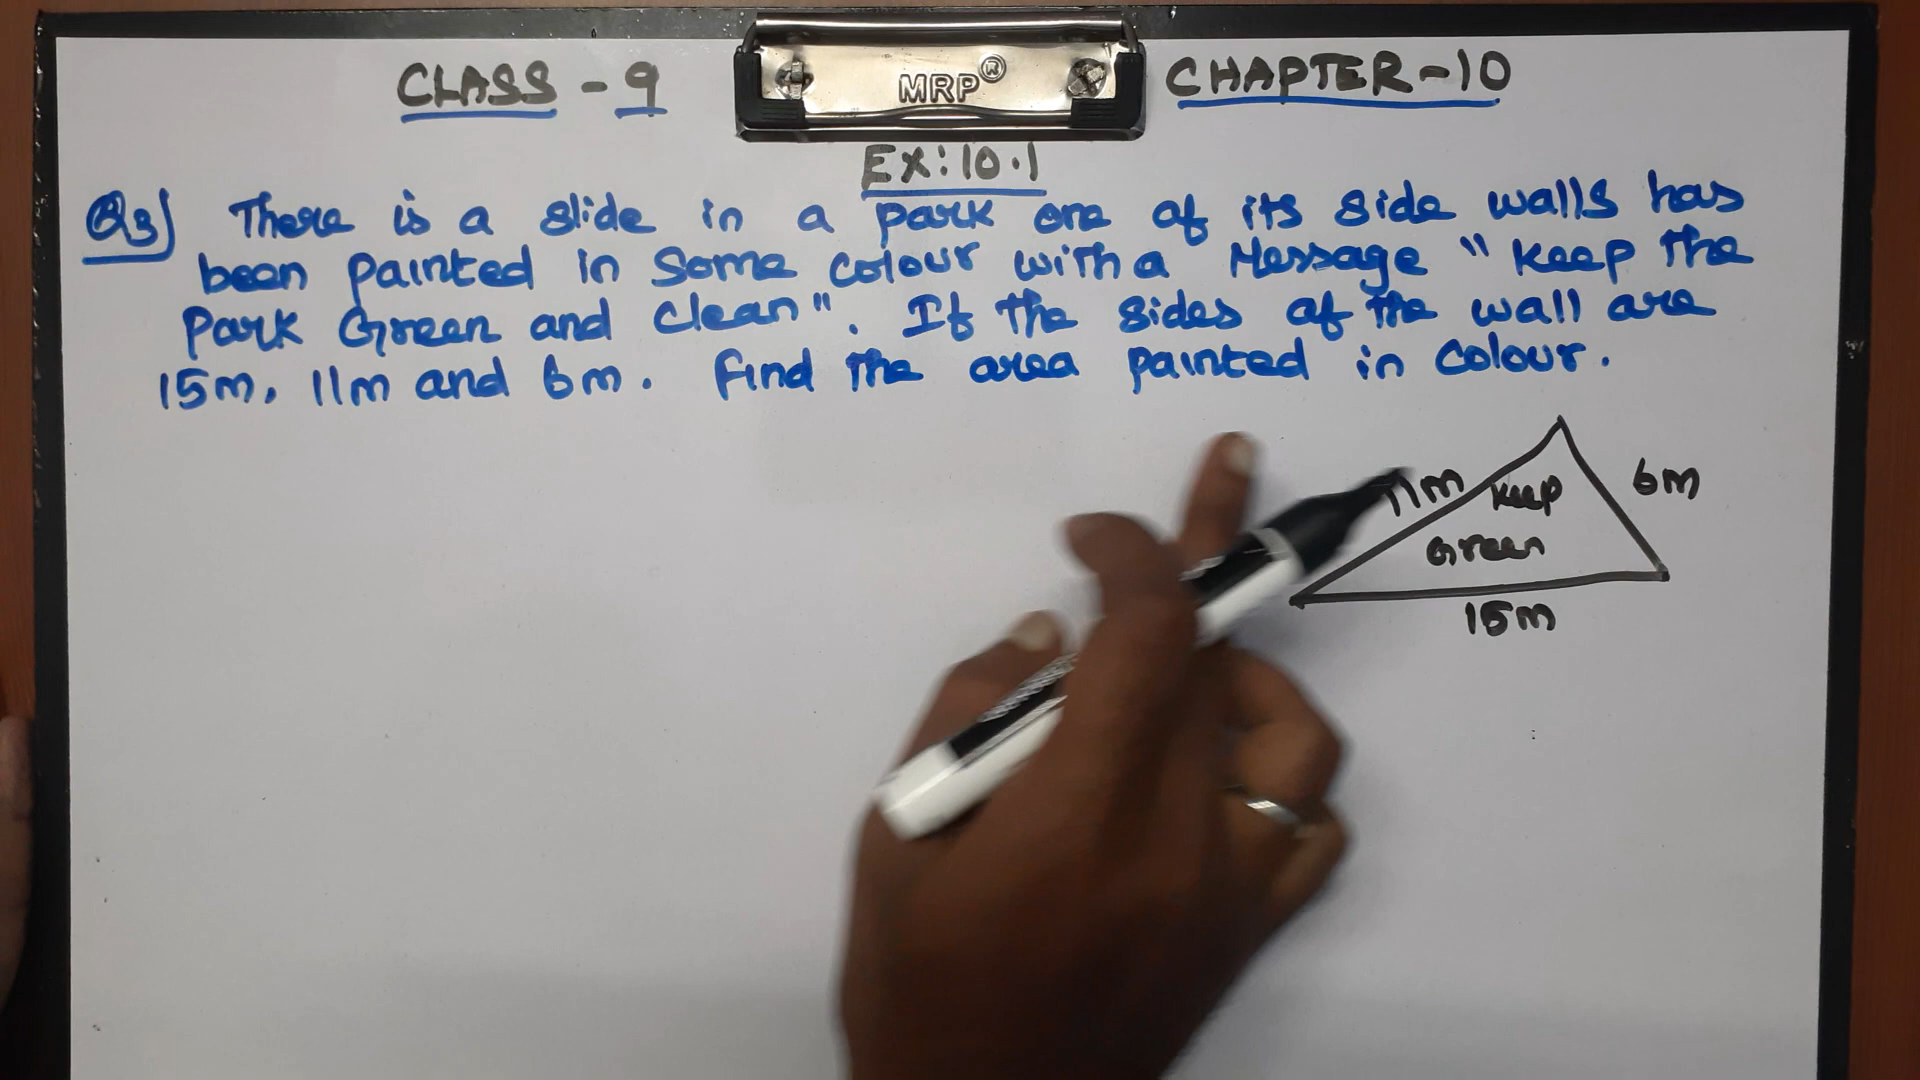 CLASS - 9
MRP®
CHAPTER-10
Ex: 10.1
Q3) There is a slide in a park one of its side walls has
been painted in some colour with a Message "keep the
Park Green and clean". If the sides of the wall are
15m, 11m and 6m. Find the area painted in colour.
11m
keep
6m
Green
15m